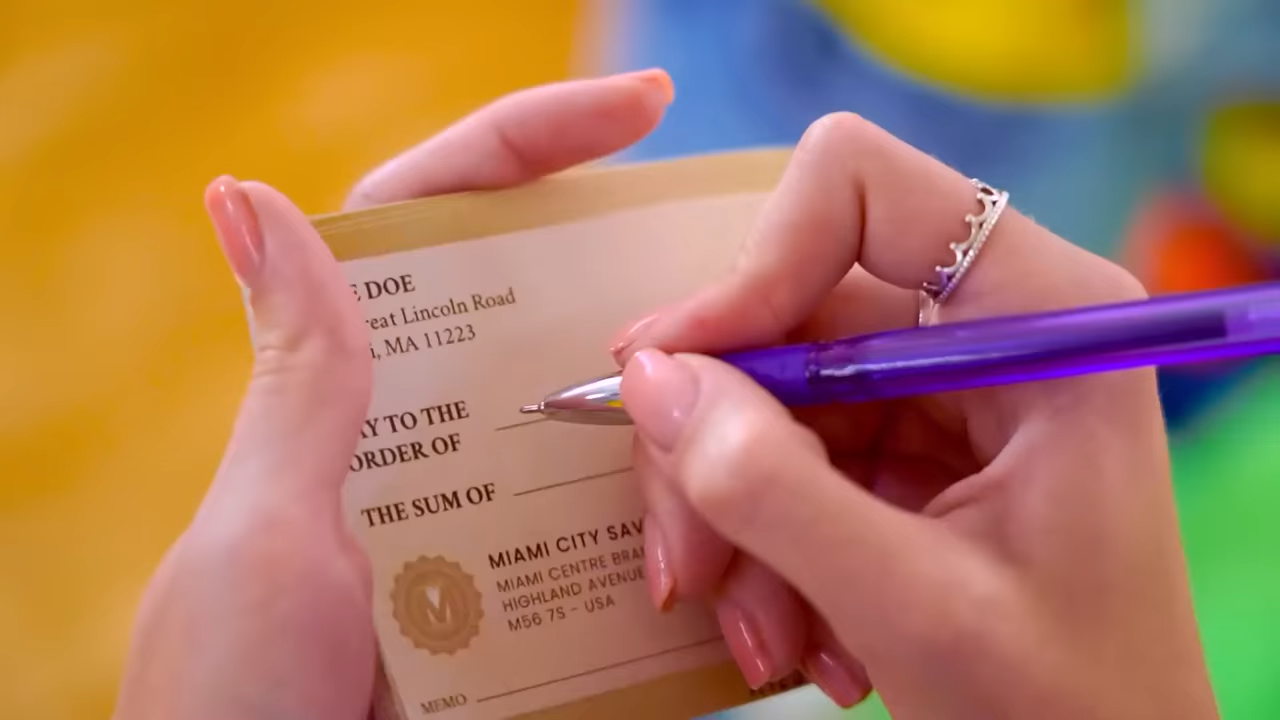 E DOE
reat Lincoln Road
i, MA 11223
AY TO THE
ORDER OF
THE SUM OF
MIAMI CITY SAV
MIAMI CENTRE BRA
HIGHLAND AVENUE
M56 7S - USA
M
MEMO